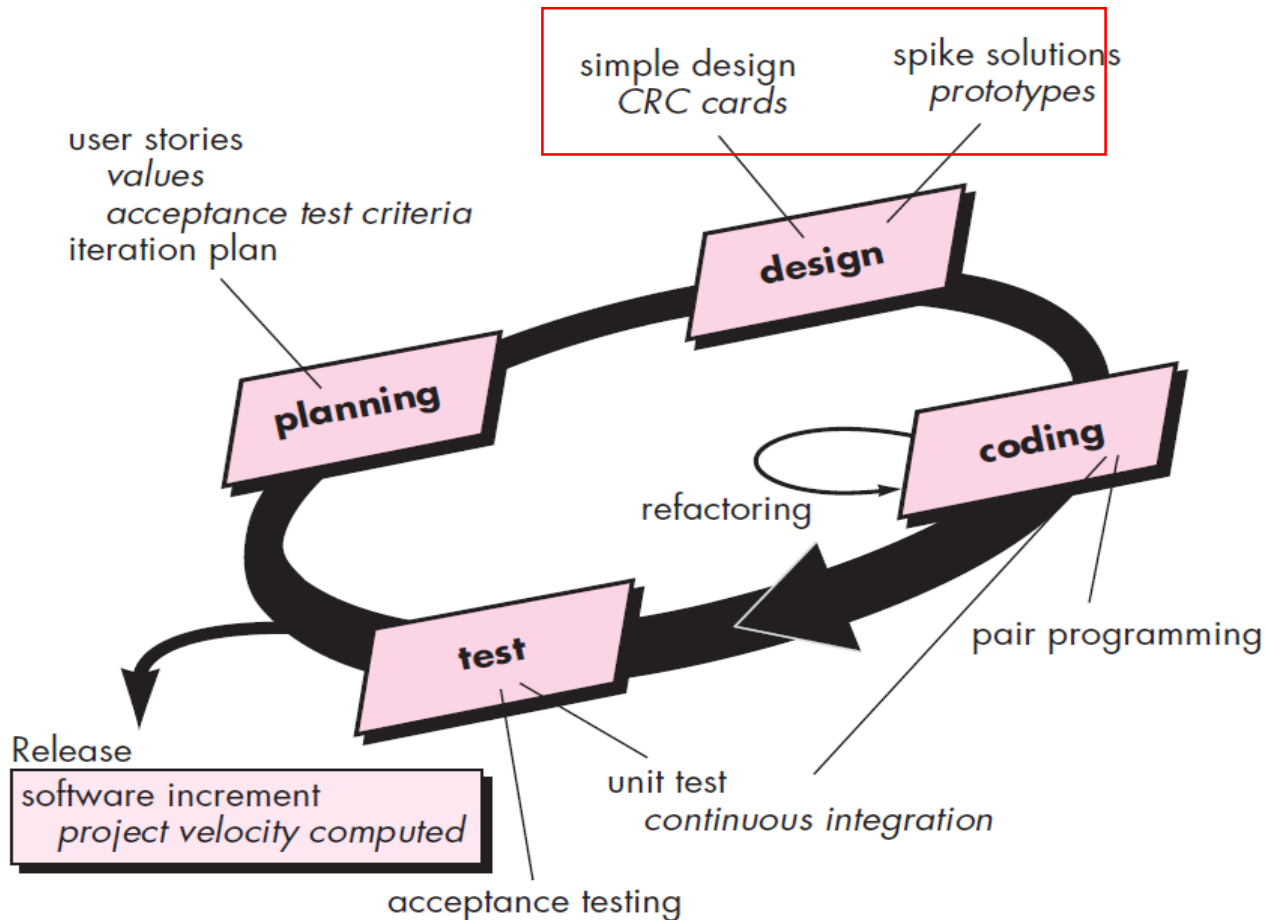 simple design
CRC cards
spike solutions
prototypes
user stories
values
acceptance test criteria
iteration plan
design
planning
coding
refactoring
test
pair programming
Release
software increment
project velocity computed
unit test
continuous integration
acceptance testing